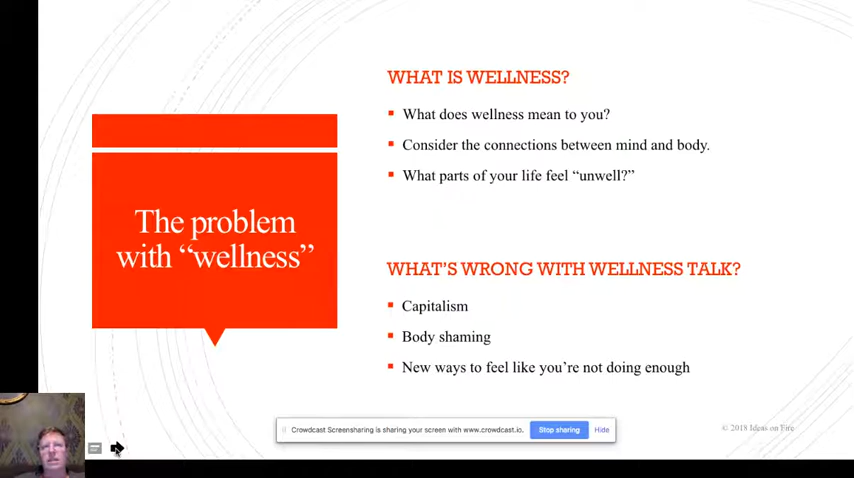 The problem
with “wellness”
WHAT IS WELLNESS?
What does wellness mean to you?
Consider the connections between mind and body.
What parts of your life feel “unwell?”
WHAT’S WRONG WITH WELLNESS TALK?
Capitalism
Body shaming
New ways to feel like you’re not doing enough
Crowdcast Screensharing is sharing your screen with www.crowdcast.io.
Stop sharing
Hide
© 2018 Ideas on Fire